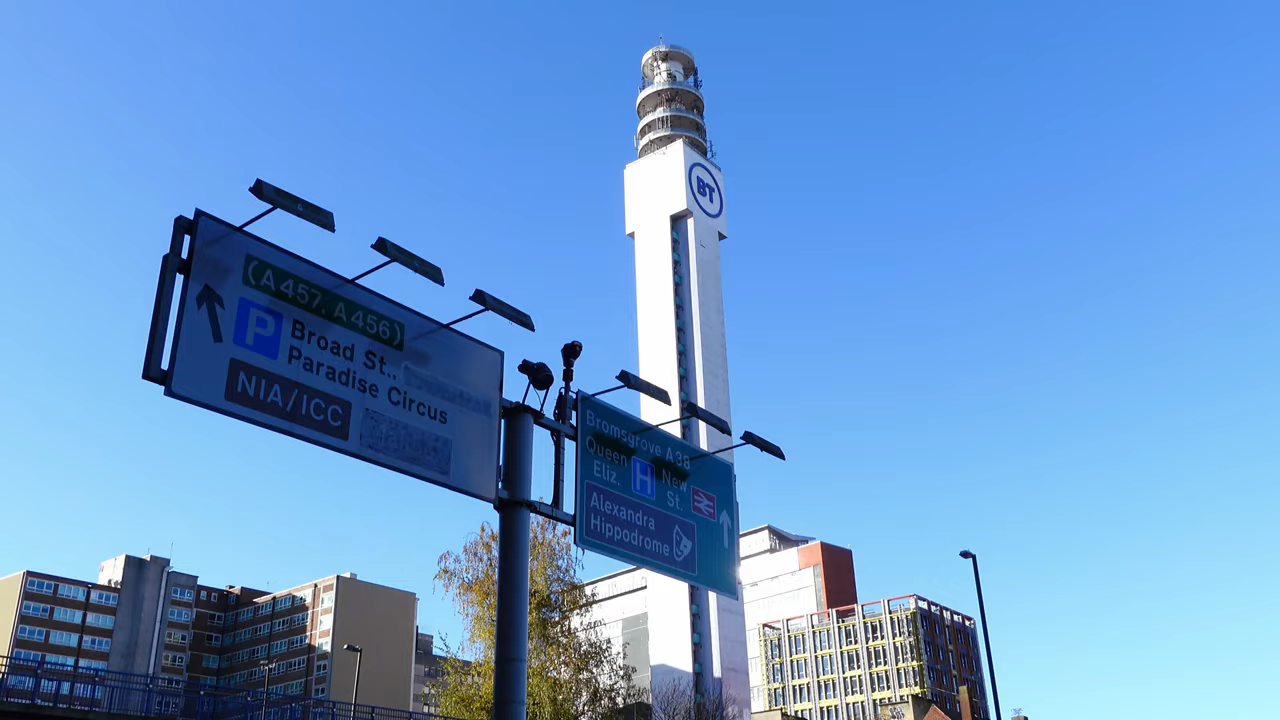 (A457, A456)
P Broad St.,
Paradise Circus
NIA/ICC
BT
Bromsgrove A38
Queen
Eliz.
H
New
St.
Alexandra
Hippodrome